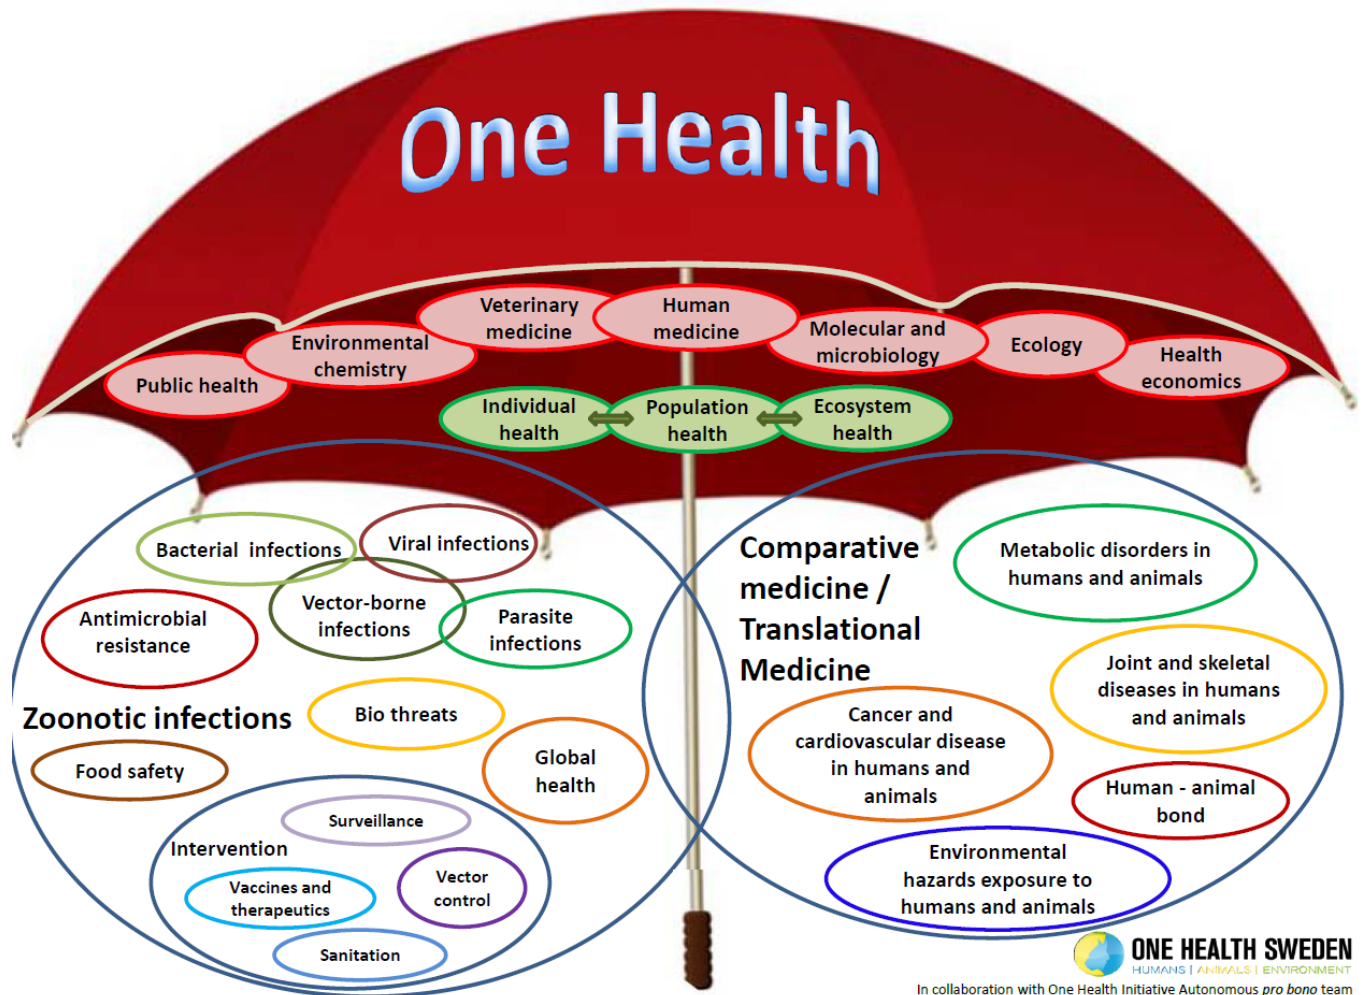 One Health
Public health
Environmental
chemistry
Veterinary
medicine
Human
medicine
Molecular and
microbiology
Ecology
Health
economics
Individual
health
Population
health
Ecosystem
health
Bacterial infections
Viral infections
Vector-borne
infections
Parasite
infections
Antimicrobial
resistance
Zoonotic infections
Bio threats
Food safety
Global
health
Surveillance
Intervention
Vaccines and
therapeutics
Vector
control
Sanitation
Comparative
medicine /
Translational
Medicine
Metabolic disorders in
humans and animals
Joint and skeletal
diseases in humans
and animals
Cancer and
cardiovascular disease
in humans and
animals
Human - animal
bond
Environmental
hazards exposure to
humans and animals
ONE HEALTH SWEDEN
HUMANS | ANIMALS | ENVIRONMENT
In collaboration with One Health Initiative Autonomous pro bono team